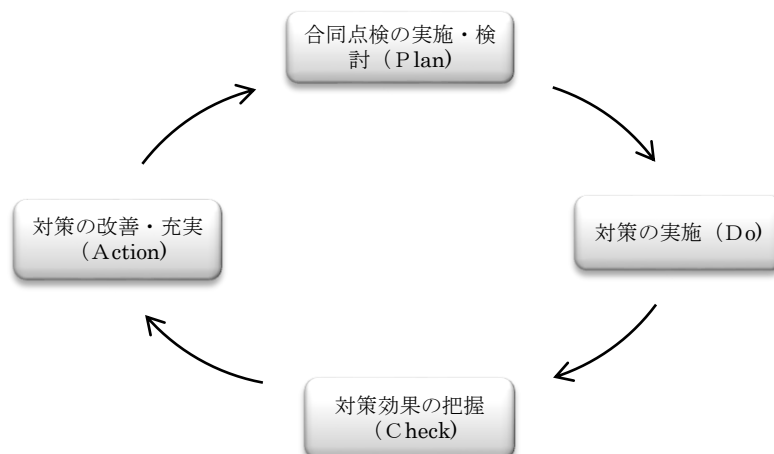 合同点検の実施・検
討（Ｐlan)
対策の実施（Ｄo)
対策効果の把握
（Ｃheck)
対策の改善・充実
（Ａction)